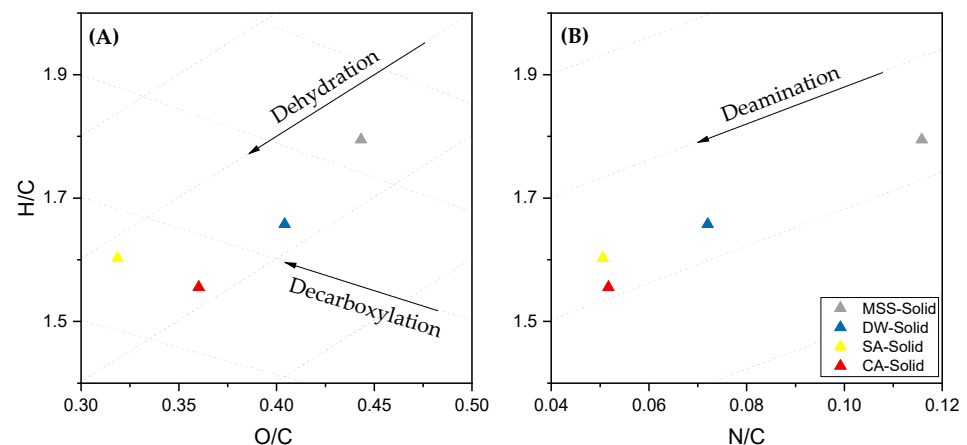 (A)
Dehydration
Decarboxylation
1.9
1.7
1.5
H/C
0.30
0.35
0.40
0.45
0.50
O/C
(B)
Deamination
MSS-Solid
DW-Solid
SA-Solid
CA-Solid
1.9
1.7
1.5
0.04
0.06
0.08
0.10
0.12
N/C